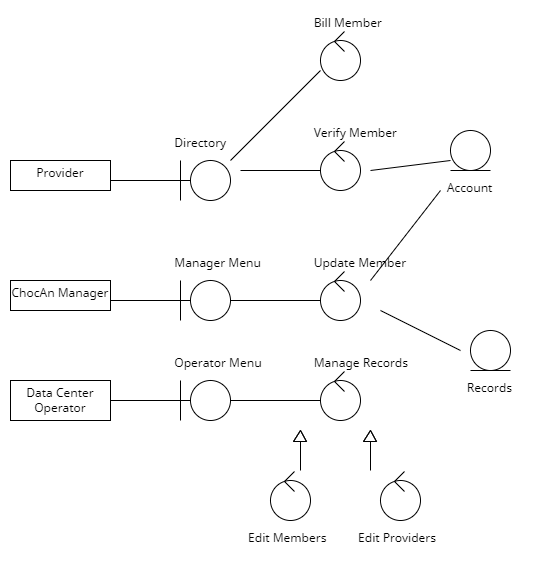 Bill Member
Directory
Verify Member
Provider
Account
Manager Menu
Update Member
ChocAn Manager
Operator Menu
Manage Records
Records
Data Center
Operator
Edit Members
Edit Providers